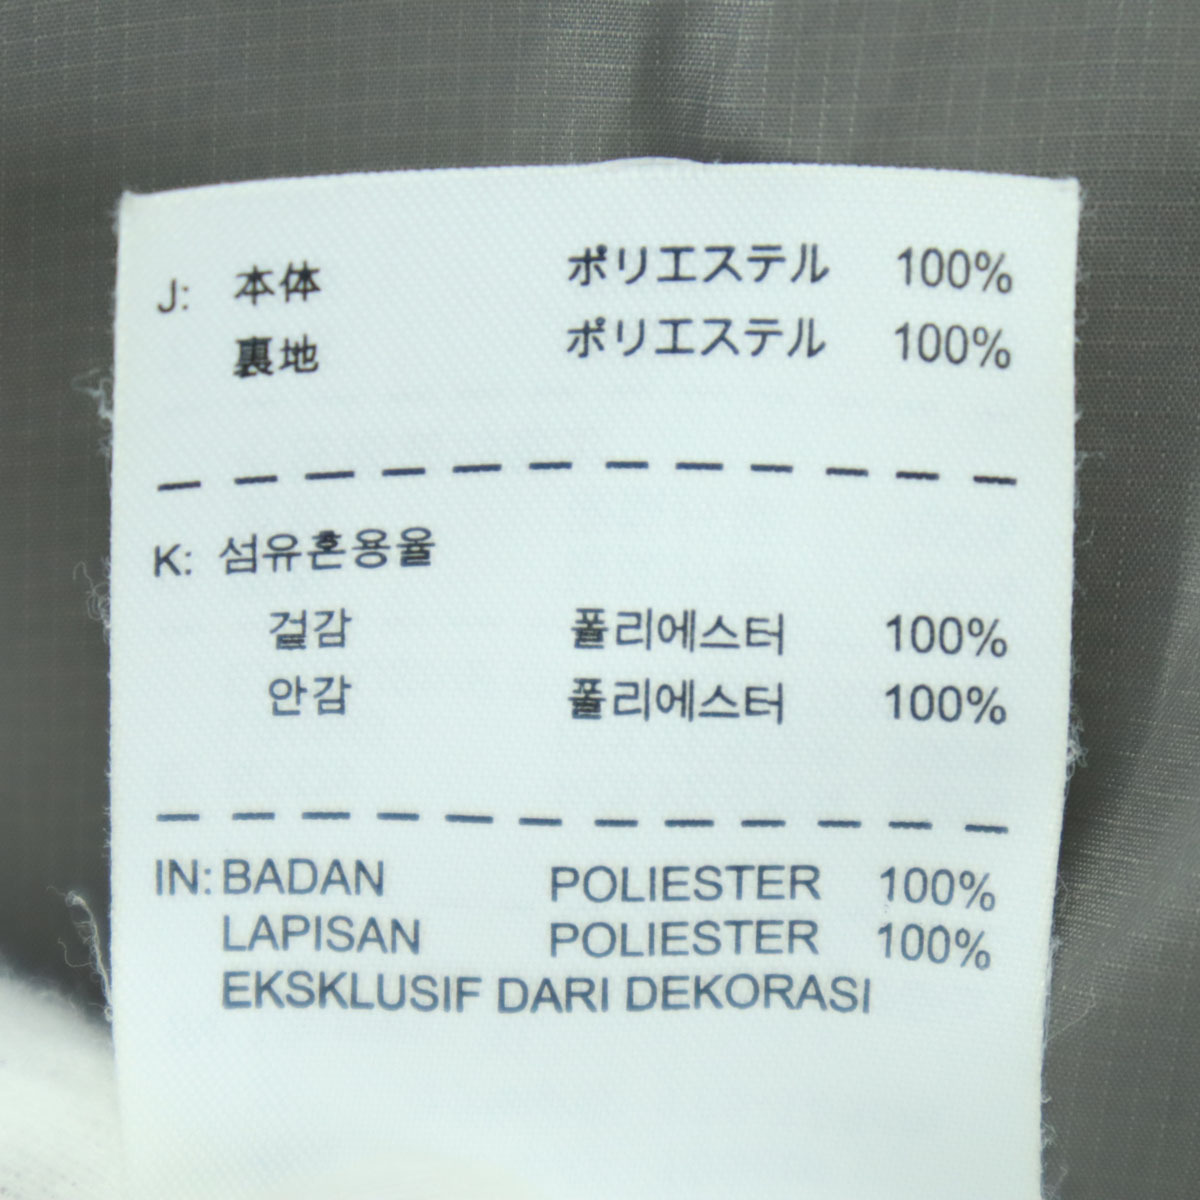 J: 本体 ポリエステル 100%
裏地 ポリエステル 100%
K: 섬유혼용율
겉감 폴리에스터 100%
안감 폴리에스터 100%
IN: BADAN POLIESTER 100%
LAPISAN POLIESTER 100%
EKSKLUSIF DARI DEKORASI